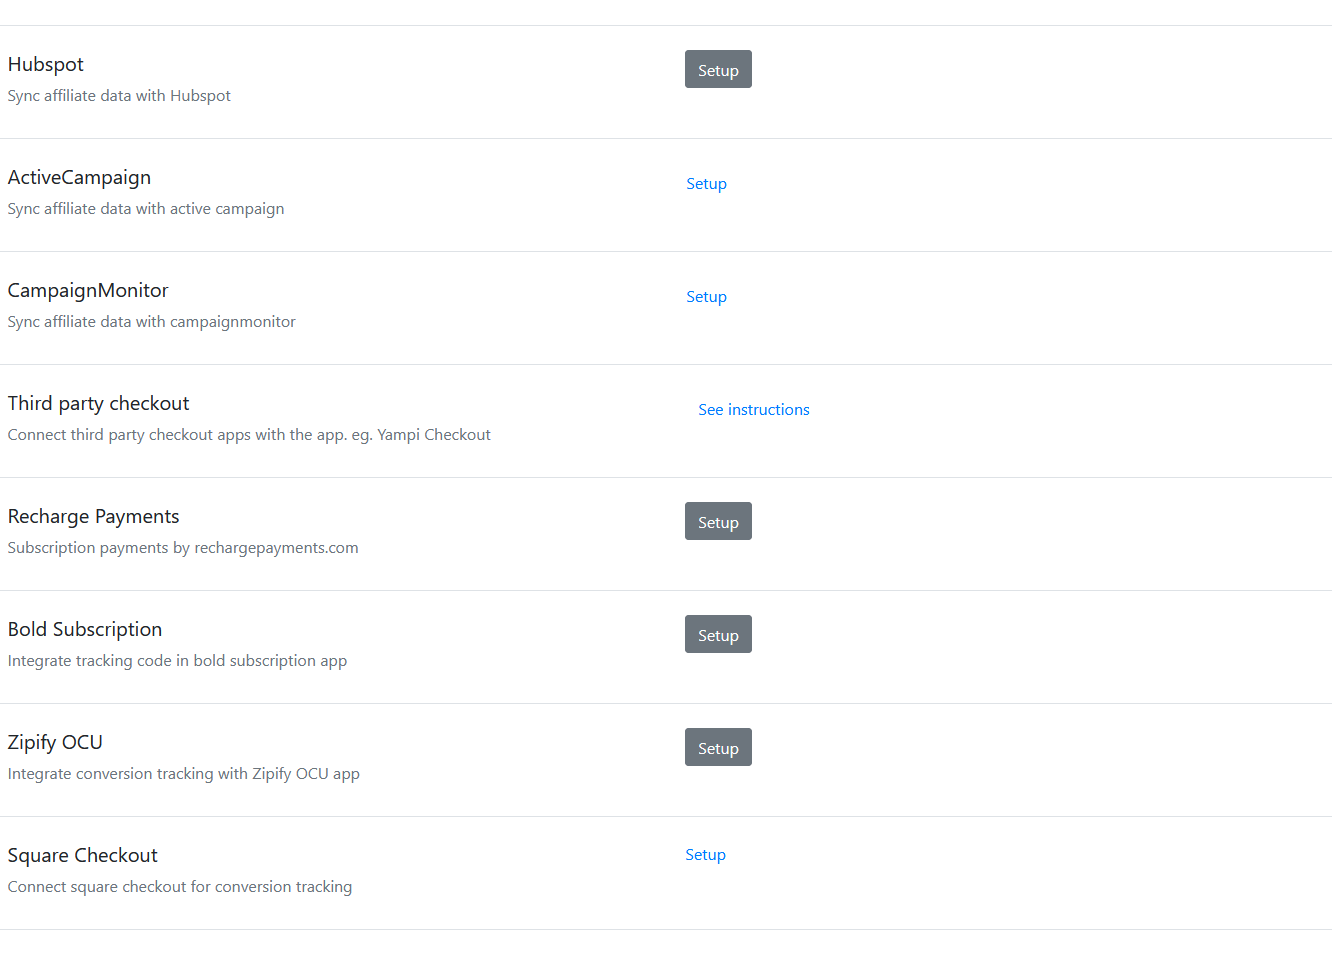 Hubspot
Setup
Sync affiliate data with Hubspot
ActiveCampaign
Setup
Sync affiliate data with active campaign
CampaignMonitor
Setup
Sync affiliate data with campaignmonitor
Third party checkout
See instructions
Connect third party checkout apps with the app. eg. Yampi Checkout
Recharge Payments
Setup
Subscription payments by rechargepayments.com
Bold Subscription
Setup
Integrate tracking code in bold subscription app
Zipify OCU
Setup
Integrate conversion tracking with Zipify OCU app
Square Checkout
Setup
Connect square checkout for conversion tracking